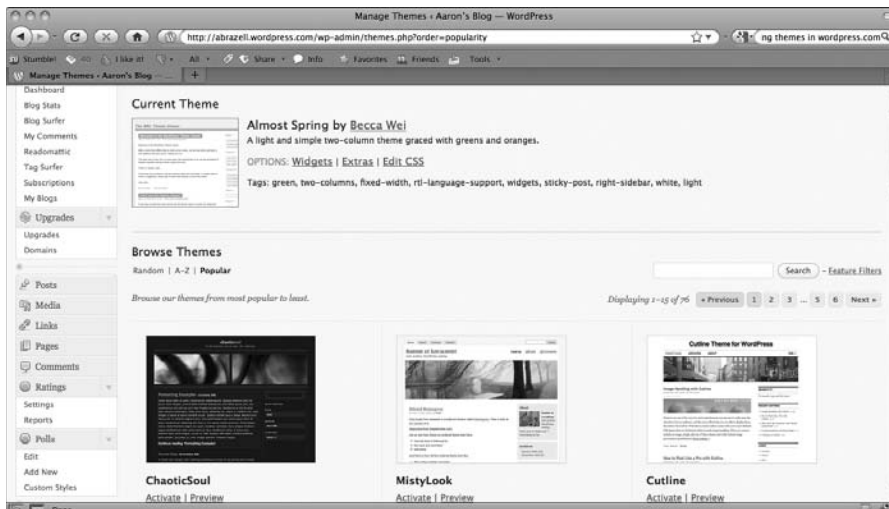 Manage Themes ‹ Aaron's Blog — WordPress
http://abrazell.wordpress.com/wp-admin/themes.php?order=popularity
ng themes in wordpress.com
Stumble! I like it! All Share Info Favorites Friends Tools
Manage Themes ‹ Aaron's Blog — ...
Dashboard
Blog Stats
Blog Surfer
My Comments
Readomattic
Tag Surfer
Subscriptions
My Blogs
Upgrades
Upgrades
Domains
Posts
Media
Links
Pages
Comments
Ratings
Settings
Reports
Polls
Edit
Add New
Custom Styles
Current Theme
Almost Spring by Becca Wei
A light and simple two-column theme graced with greens and oranges.
OPTIONS: Widgets | Extras | Edit CSS
Tags: green, two-columns, fixed-width, rtl-language-support, widgets, sticky-post, right-sidebar, white, light
Browse Themes
Random | A-Z | Popular
Search - Feature Filters
Browse our themes from most popular to least.
Displaying 1–15 of 76 « Previous 1 2 3 ... 5 6 Next »
Cutline Theme for WordPress
ChaoticSoul
Activate | Preview
MistyLook
Activate | Preview
Cutline
Activate | Preview